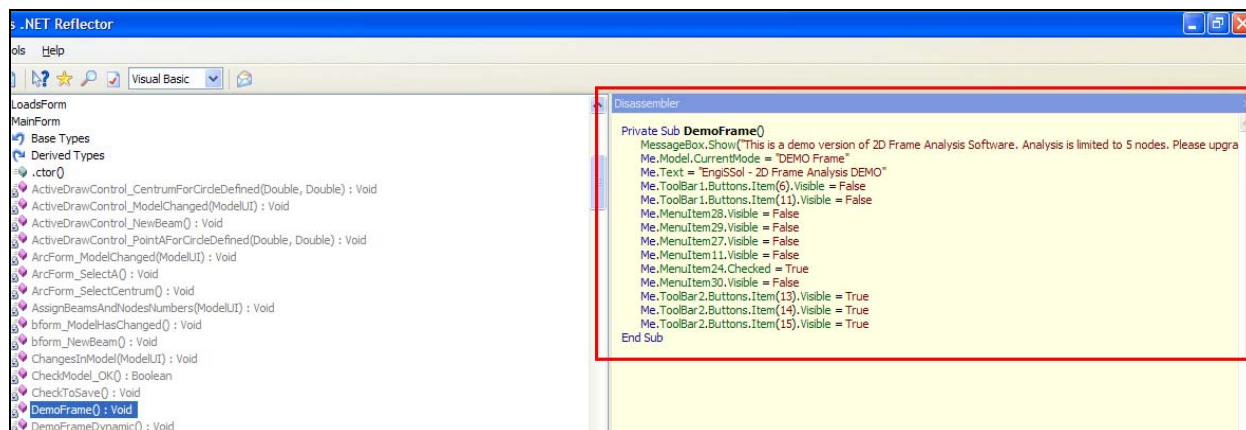 s .NET Reflector
ols Help
Visual Basic
LoadsForm
MainForm
Base Types
Derived Types
.ctor()
ActiveDrawControl_CentrumForCircleDefined(Double, Double) : Void
ActiveDrawControl_ModelChanged(ModelUI) : Void
ActiveDrawControl_NewBeam() : Void
ActiveDrawControl_PointAForCirdeDefined(Double, Double) : Void
ArcForm_ModelChanged(ModelUI) : Void
ArcForm_SelectA() : Void
ArcForm_SelectCentrum() : Void
AssignBeamsAndNodesNumbers(ModelUI) : Void
bform_ModelHasChanged() : Void
bform_NewBeam() : Void
ChangesInModel(ModelUI) : Void
CheckModel_OK() : Boolean
CheckToSave() : Void
DemoFrame() : Void
DemoFrameDynamic() : Void
Disassembler
Private Sub DemoFrame()
MessageBox.Show("This is a demo version of 2D Frame Analysis Software. Analysis is limited to 5 nodes. Please upgra
Me.Model.CurrentMode = "DEMO Frame"
Me.Text = "EngiSSol - 2D Frame Analysis DEMO"
Me.ToolBar1.Buttons.Item(6).Visible = False
Me.ToolBar1.Buttons.Item(11).Visible = False
Me.MenuItem28.Visible = False
Me.MenuItem29.Visible = False
Me.MenuItem27.Visible = False
Me.MenuItem11.Visible = False
Me.MenuItem24.Checked = True
Me.MenuItem30.Visible = False
Me.ToolBar2.Buttons.Item(13).Visible = True
Me.ToolBar2.Buttons.Item(14).Visible = True
Me.ToolBar2.Buttons.Item(15).Visible = True
End Sub